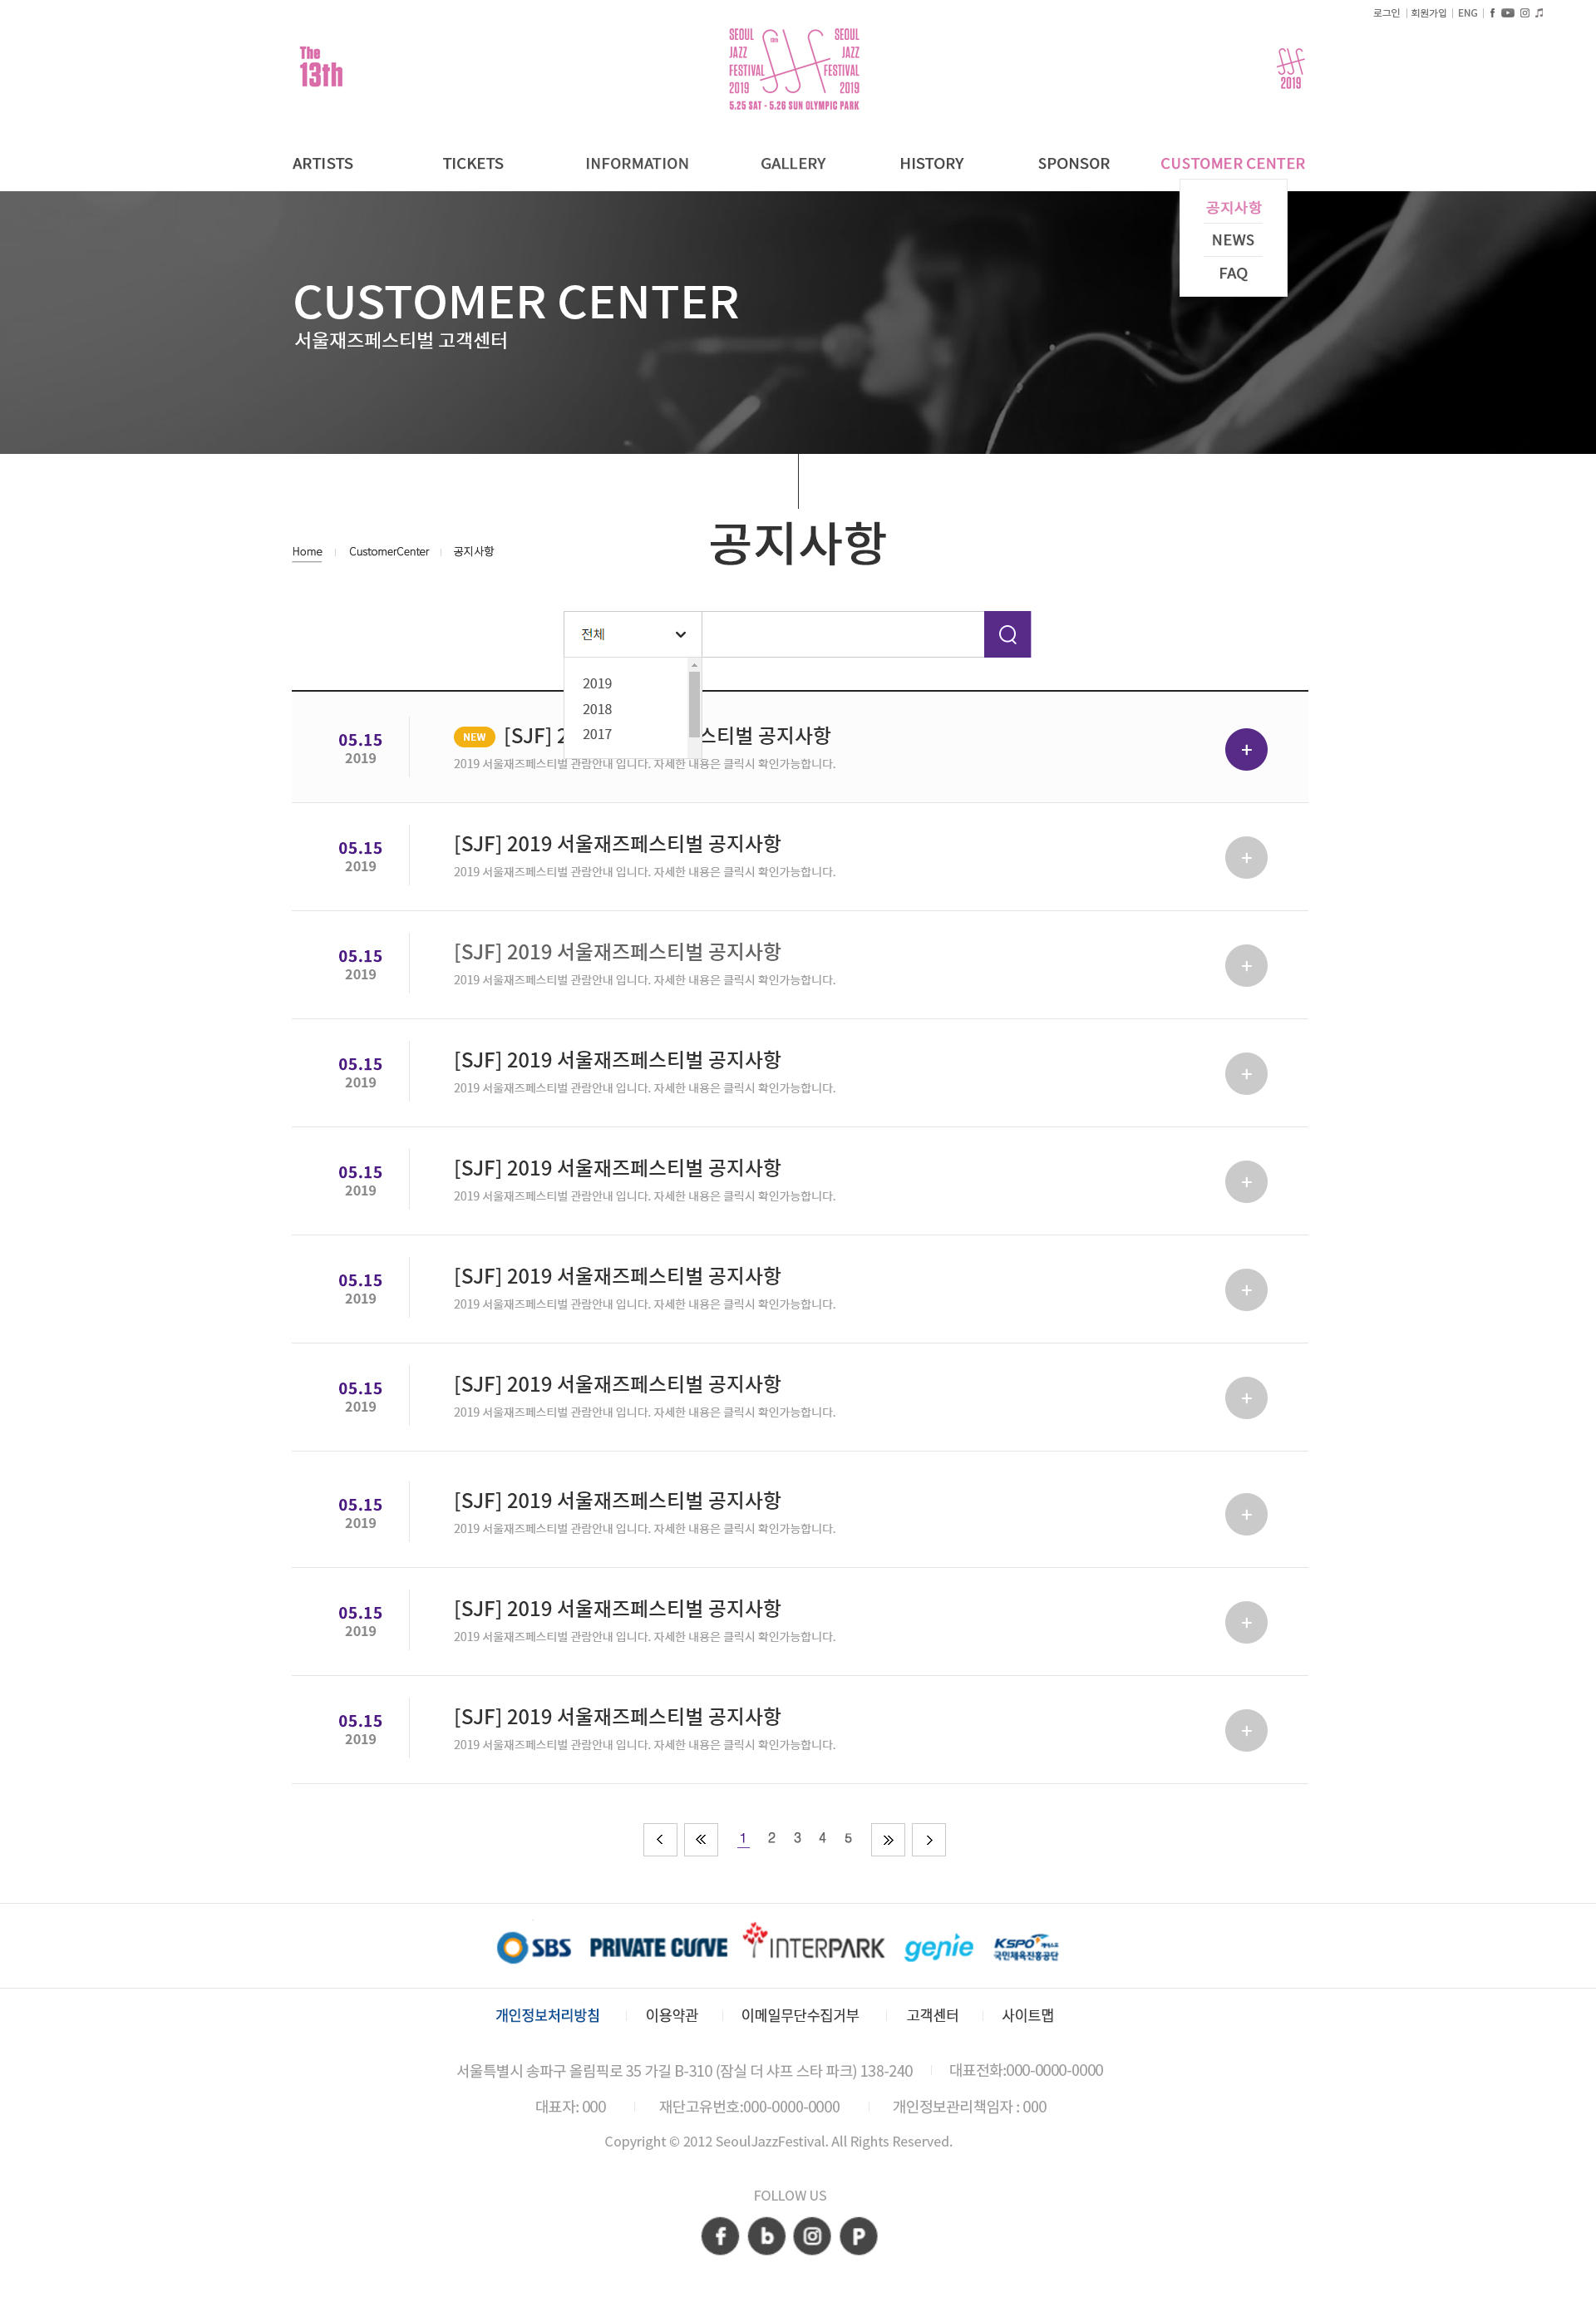 로그인 | 회원가입 | ENG
The 13th
SEOUL JAZZ FESTIVAL 2019
13th
SEOUL JAZZ FESTIVAL 2019
5.25 SAT - 5.26 SUN OLYMPIC PARK
2019
ARTISTS TICKETS INFORMATION GALLERY HISTORY SPONSOR CUSTOMER CENTER
공지사항
NEWS
FAQ
CUSTOMER CENTER
서울재즈페스티벌 고객센터
Home CustomerCenter 공지사항
공지사항
전체
2019
2018
2017
05.15
2019
NEW [SJF] 2 스티벌 공지사항
2019 서울재즈페스티벌 관람안내 입니다. 자세한 내용은 클릭시 확인가능합니다.
05.15
2019
[SJF] 2019 서울재즈페스티벌 공지사항
2019 서울재즈페스티벌 관람안내 입니다. 자세한 내용은 클릭시 확인가능합니다.
05.15
2019
[SJF] 2019 서울재즈페스티벌 공지사항
2019 서울재즈페스티벌 관람안내 입니다. 자세한 내용은 클릭시 확인가능합니다.
05.15
2019
[SJF] 2019 서울재즈페스티벌 공지사항
2019 서울재즈페스티벌 관람안내 입니다. 자세한 내용은 클릭시 확인가능합니다.
05.15
2019
[SJF] 2019 서울재즈페스티벌 공지사항
2019 서울재즈페스티벌 관람안내 입니다. 자세한 내용은 클릭시 확인가능합니다.
05.15
2019
[SJF] 2019 서울재즈페스티벌 공지사항
2019 서울재즈페스티벌 관람안내 입니다. 자세한 내용은 클릭시 확인가능합니다.
05.15
2019
[SJF] 2019 서울재즈페스티벌 공지사항
2019 서울재즈페스티벌 관람안내 입니다. 자세한 내용은 클릭시 확인가능합니다.
05.15
2019
[SJF] 2019 서울재즈페스티벌 공지사항
2019 서울재즈페스티벌 관람안내 입니다. 자세한 내용은 클릭시 확인가능합니다.
05.15
2019
[SJF] 2019 서울재즈페스티벌 공지사항
2019 서울재즈페스티벌 관람안내 입니다. 자세한 내용은 클릭시 확인가능합니다.
05.15
2019
[SJF] 2019 서울재즈페스티벌 공지사항
2019 서울재즈페스티벌 관람안내 입니다. 자세한 내용은 클릭시 확인가능합니다.
1 2 3 4 5
SBS PRIVATE CURVE INTERPARK genie KSPO 국민체육진흥공단
개인정보처리방침 이용약관 이메일무단수집거부 고객센터 사이트맵
서울특별시 송파구 올림픽로 35 가길 B-310 (잠실 더 샤프 스타 파크) 138-240 대표전화:000-0000-0000
대표자: 000 재단고유번호:000-0000-0000 개인정보관리책임자 : 000
Copyright © 2012 SeoulJazzFestival. All Rights Reserved.
FOLLOW US